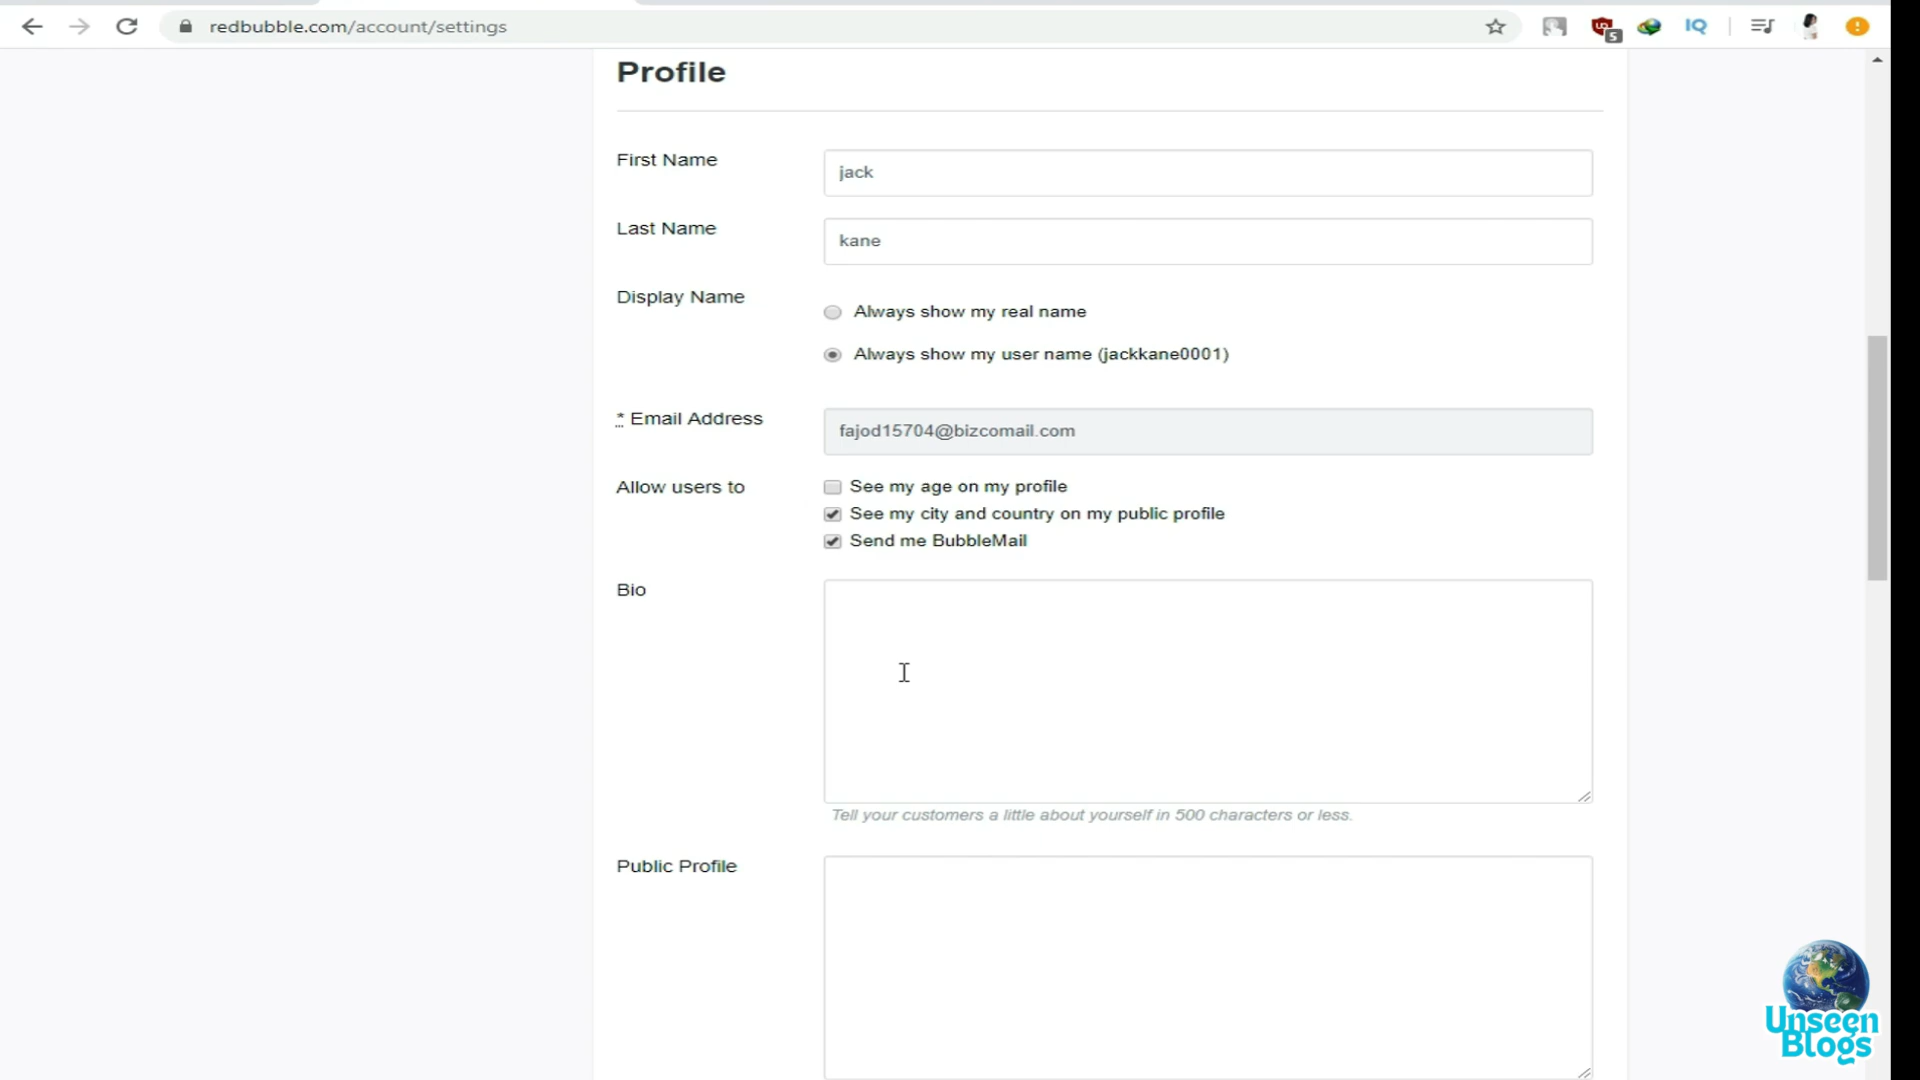 redbubble.com/account/settings
5
IQ
Profile
First Name
jack
Last Name
kane
Display Name
Always show my real name
Always show my user name (jackkane0001)
* Email Address
fajod15704@bizcomail.com
Allow users to
See my age on my profile
See my city and country on my public profile
Send me BubbleMail
Bio
Tell your customers a little about yourself in 500 characters or less.
Public Profile
Unseen
Blogs